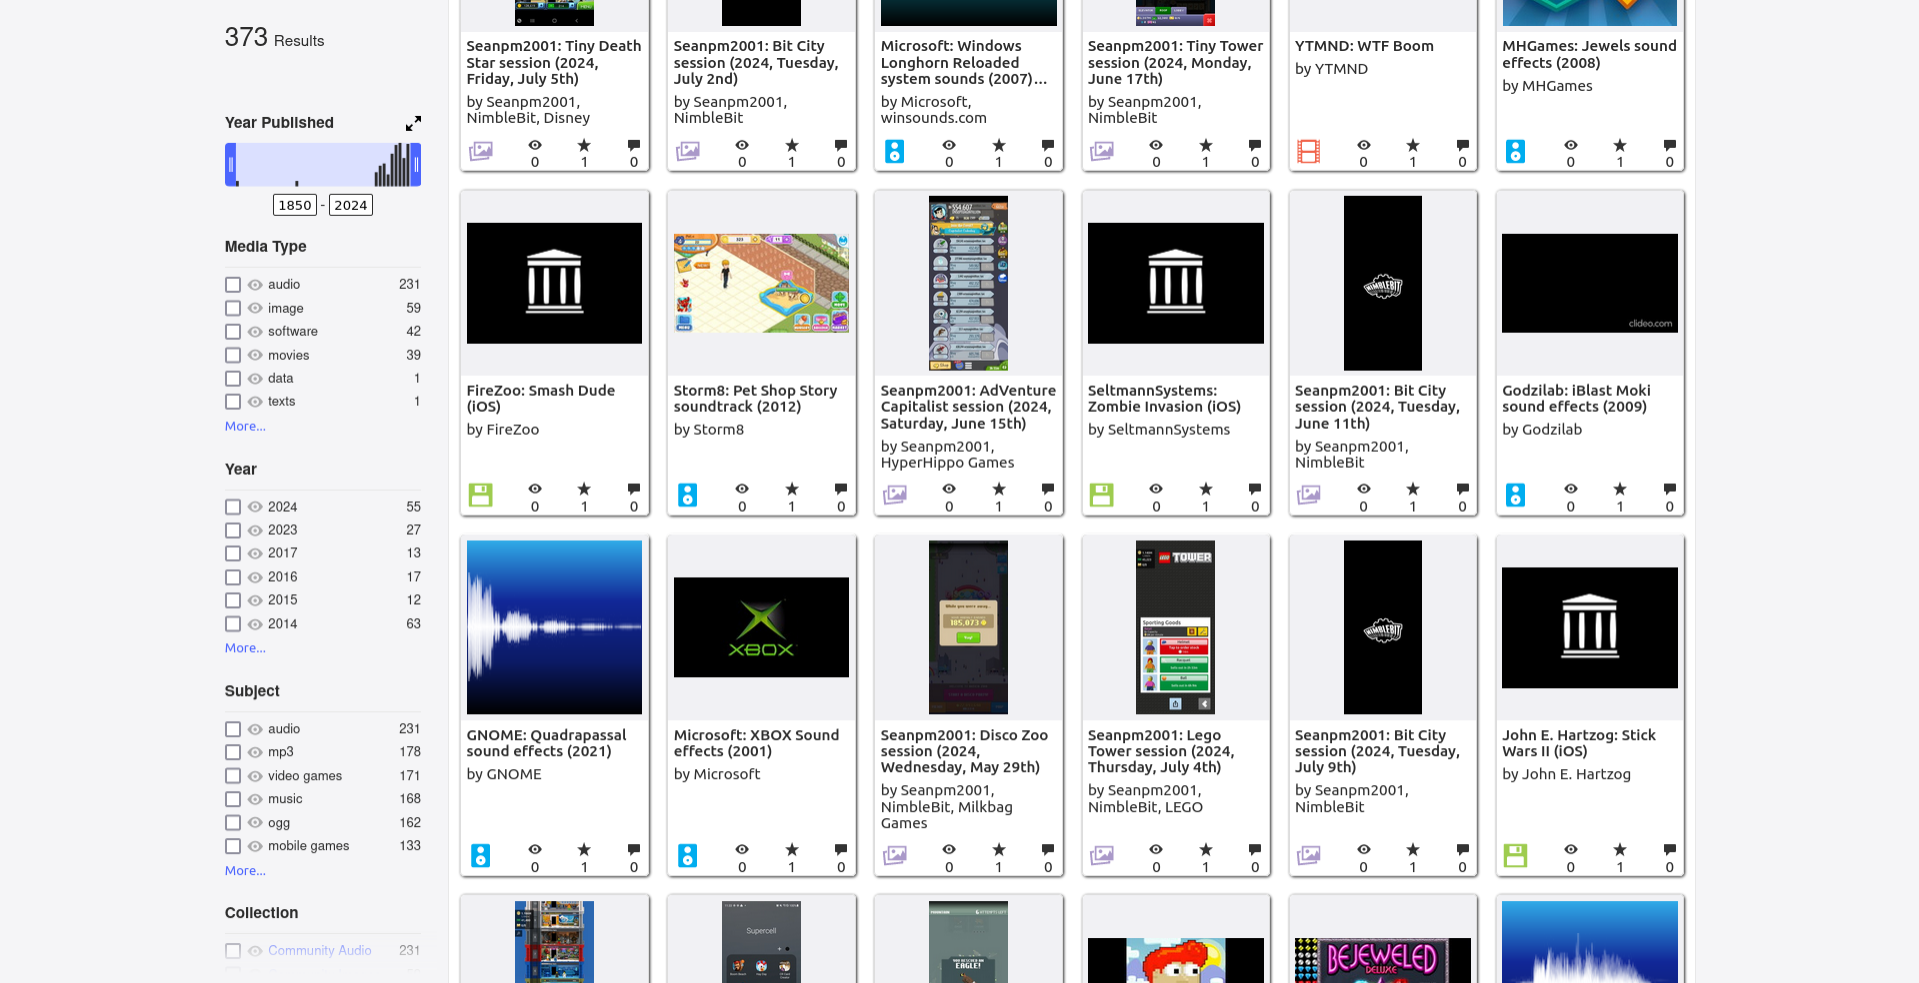 373 Results
Year Published
1850 - 2024
Media Type
audio 231
image 59
software 42
movies 39
data 1
texts 1
More...
Year
2024 55
2023 27
2017 13
2016 17
2015 12
2014 63
More...
Subject
audio 231
mp3 178
video games 171
music 168
ogg 162
mobile games 133
More...
Collection
Community Audio 231
Seanpm2001: Tiny Death
Star session (2024,
Friday, July 5th)
by Seanpm2001,
NimbleBit, Disney
0 1 0
Seanpm2001: Bit City
session (2024, Tuesday,
July 2nd)
by Seanpm2001,
NimbleBit
0 1 0
Microsoft: Windows
Longhorn Reloaded
system sounds (2007)...
by Microsoft,
winsounds.com
0 1 0
Seanpm2001: Tiny Tower
session (2024, Monday,
June 17th)
by Seanpm2001,
NimbleBit
0 1 0
YTMND: WTF Boom
by YTMND
0 1 0
MHGames: Jewels sound
effects (2008)
by MHGames
0 1 0
FireZoo: Smash Dude
(iOS)
by FireZoo
0 1 0
Storm8: Pet Shop Story
soundtrack (2012)
by Storm8
0 1 0
Seanpm2001: AdVenture
Capitalist session (2024,
Saturday, June 15th)
by Seanpm2001,
HyperHippo Games
0 1 0
SeltmannSystems:
Zombie Invasion (iOS)
by SeltmannSystems
0 1 0
NIMBLEBIT
Seanpm2001: Bit City
session (2024, Tuesday,
June 11th)
by Seanpm2001,
NimbleBit
0 1 0
clideo.com
Godzilab: iBlast Moki
sound effects (2009)
by Godzilab
0 1 0
GNOME: Quadrapassal
sound effects (2021)
by GNOME
0 1 0
XBOX
Microsoft: XBOX Sound
effects (2001)
by Microsoft
0 1 0
While you were away...
185,073
Seanpm2001: Disco Zoo
session (2024,
Wednesday, May 29th)
by Seanpm2001,
NimbleBit, Milkbag
Games
0 1 0
LEGO TOWER
Sporting Goods
Seanpm2001: Lego
Tower session (2024,
Thursday, July 4th)
by Seanpm2001,
NimbleBit, LEGO
0 1 0
NIMBLEBIT
Seanpm2001: Bit City
session (2024, Tuesday,
July 9th)
by Seanpm2001,
NimbleBit
0 1 0
John E. Hartzog: Stick
Wars II (iOS)
by John E. Hartzog
0 1 0
Supercell
EAGLE!
BEJEWELED
DELUXE